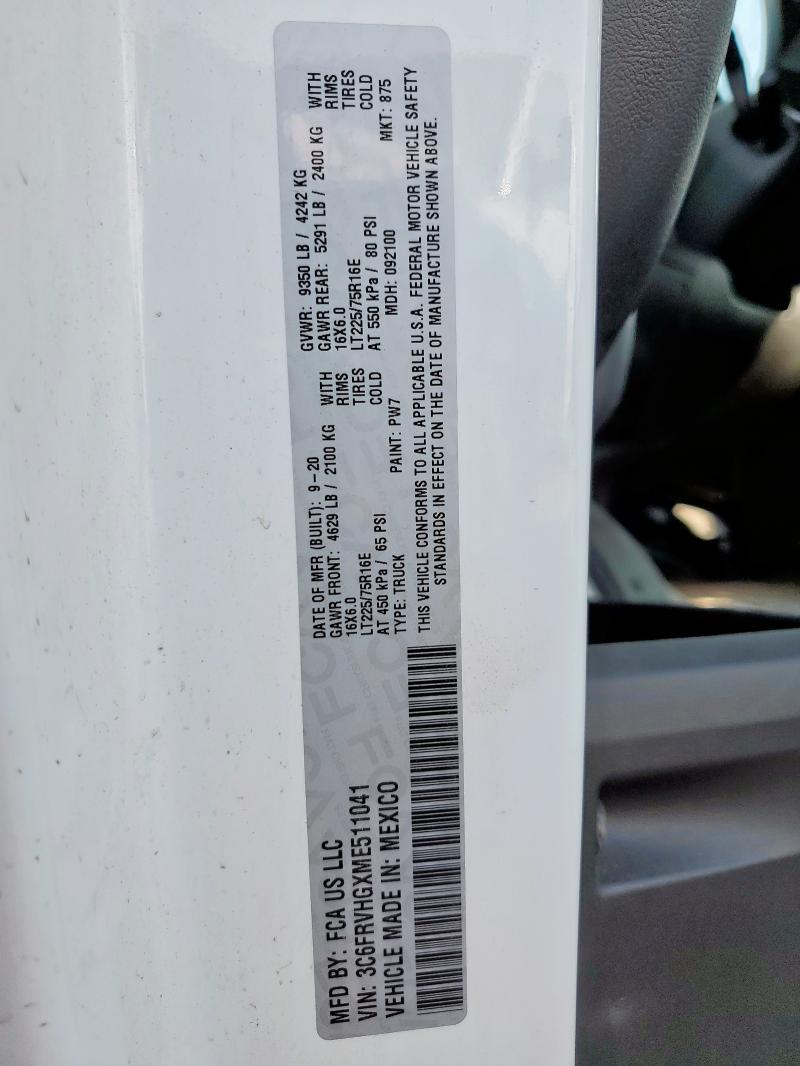 MFD BY: FCA US LLC
VIN: 3C6FRVHGXME511041
VEHICLE MADE IN: MEXICO
DATE OF MFR (BUILT): 9-20
GAWR FRONT: 4629 LB / 2100 KG WITH
16X6.0 RIMS
LT225/75R16E TIRES
AT 450 kPa / 65 PSI COLD
TYPE: TRUCK PAINT: PW7
GVWR: 9350 LB / 4242 KG
GAWR REAR: 5291 LB / 2400 KG WITH
16X6.0 RIMS
LT225/75R16E TIRES
AT 550 kPa / 80 PSI COLD
MDH: 092100 MKT: 875
THIS VEHICLE CONFORMS TO ALL APPLICABLE U.S.A. FEDERAL MOTOR VEHICLE SAFETY
STANDARDS IN EFFECT ON THE DATE OF MANUFACTURE SHOWN ABOVE.